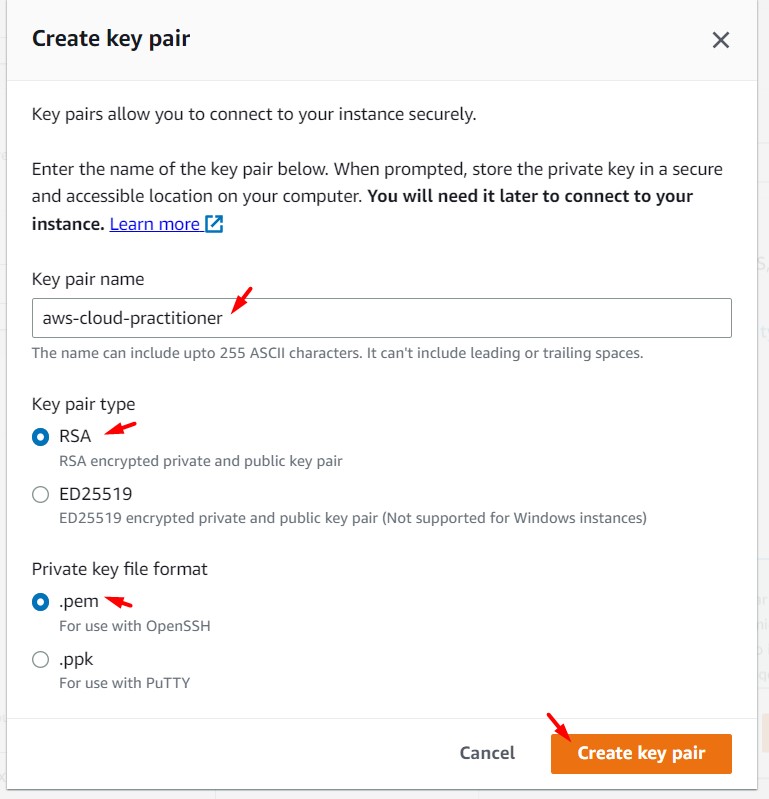 Create key pair
Key pairs allow you to connect to your instance securely.
Enter the name of the key pair below. When prompted, store the private key in a secure
and accessible location on your computer. You will need it later to connect to your
instance. Learn more
Key pair name
aws-cloud-practitioner
The name can include upto 255 ASCII characters. It can't include leading or trailing spaces.
Key pair type
RSA
RSA encrypted private and public key pair
ED25519
ED25519 encrypted private and public key pair (Not supported for Windows instances)
Private key file format
.pem
For use with OpenSSH
.ppk
For use with PuTTY
Cancel
Create key pair